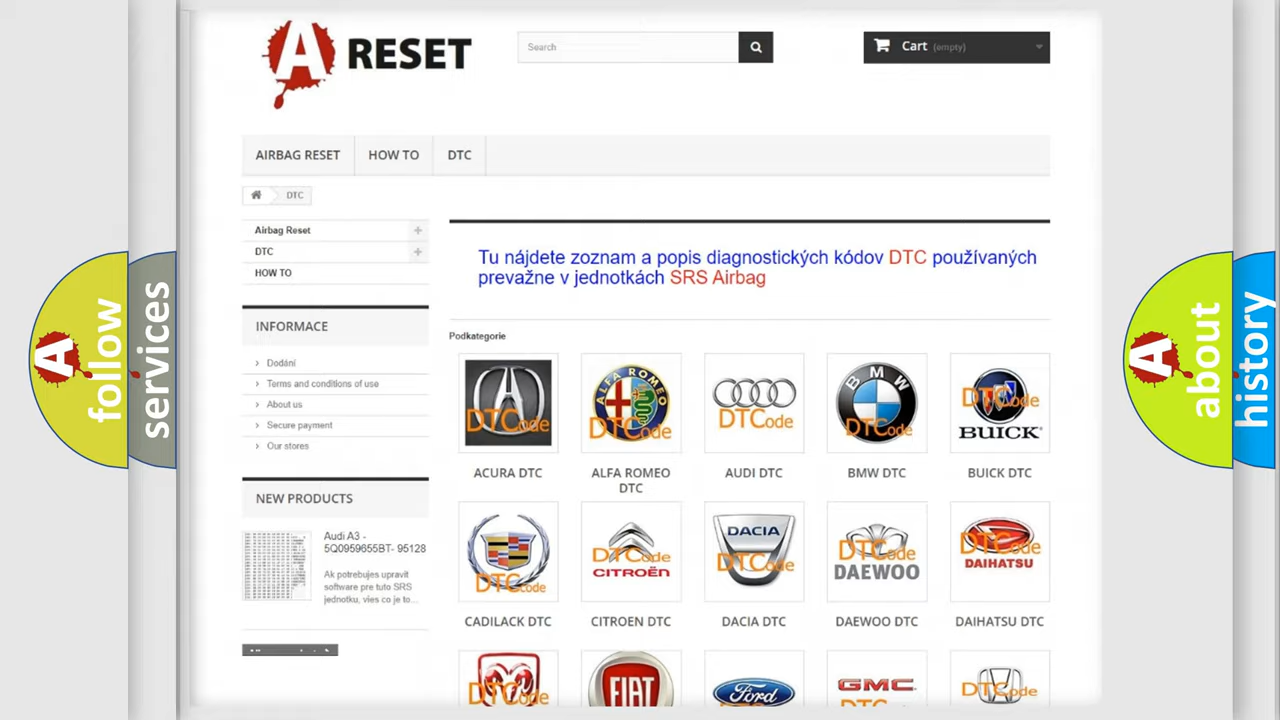 A RESET
Search
Cart (empty)
AIRBAG RESET
HOW TO
DTC
DTC
Airbag Reset
DTC
HOW TO
Tu nájdete zoznam a popis diagnostických kódov DTC používaných
prevažne v jednotkách SRS Airbag
INFORMACE
Dodání
Terms and conditions of use
About us
Secure payment
Our stores
Podkategorie
DTCode
ALFA ROMEO
DTCode
DTCode
BMW
DTCode
DTCode
BUICK
ACURA DTC
ALFA ROMEO
DTC
AUDI DTC
BMW DTC
BUICK DTC
NEW PRODUCTS
Audi A3 -
5Q0959655BT- 95128
Ak potrebujes upravit
software pre tuto SRS
jednotku, vies co je to...
DTCode
DTCode
CITROËN
DACIA
DTCode
DTCode
DAEWOO
DTCode
DAIHATSU
CADILACK DTC
CITROEN DTC
DACIA DTC
DAEWOO DTC
DAIHATSU DTC
DTCode
FIAT
DTCode
Ford
GMC
DTCode
A follow
services
A about
history